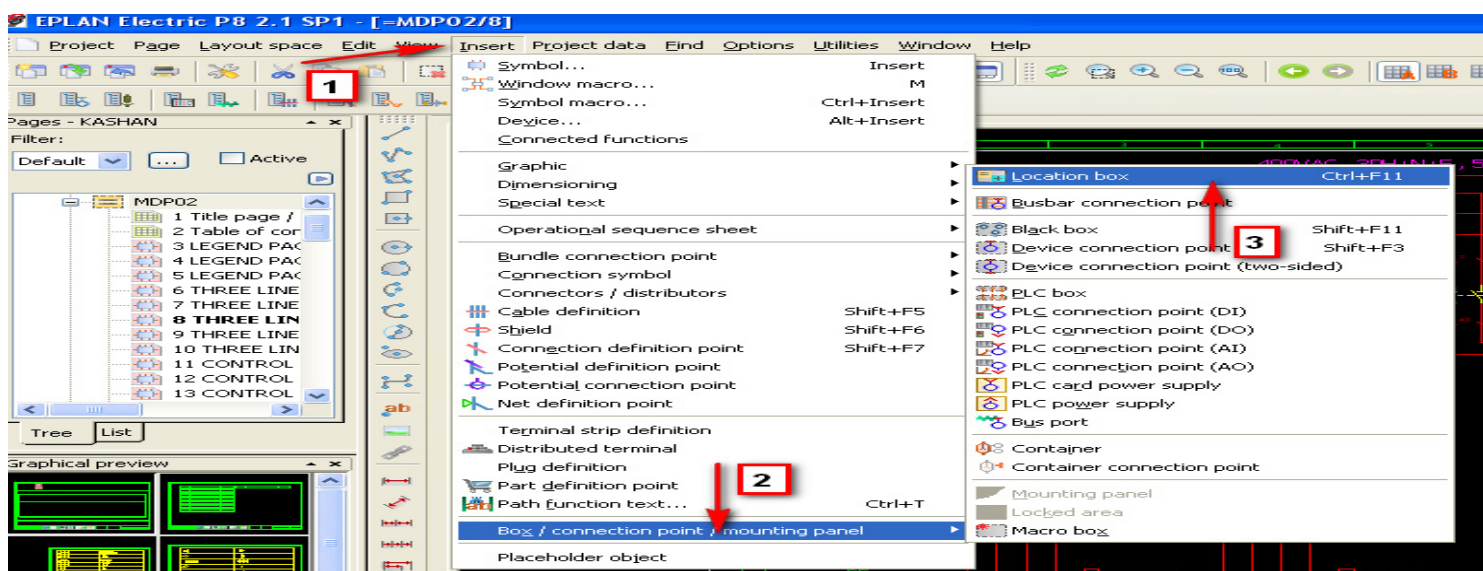 EPLAN Electric P8 2.1 SP1 - [=MDP02/8]
Project Page Layout space Edit View Insert Project data Find Options Utilities Window Help
1
Pages - KASHAN
Filter:
Default ... Active
MDP02
1 Title page /
2 Table of cor
3 LEGEND PAG
4 LEGEND PAG
5 LEGEND PAG
6 THREE LINE
7 THREE LINE
8 THREE LIN
9 THREE LINE
10 THREE LIN
11 CONTROL
12 CONTROL
13 CONTROL
Tree List
Graphical preview
ab
Symbol... Insert
Window macro... M
Symbol macro... Ctrl+Insert
Device... Alt+Insert
Connected functions
Graphic
Dimensioning
Special text
Operational sequence sheet
Bundle connection point
Connection symbol
Connectors / distributors
Cable definition Shift+F5
Shield Shift+F6
Connection definition point Shift+F7
Potential definition point
Potential connection point
Net definition point
Terminal strip definition
Distributed terminal
Plug definition
Part definition point
2
Path function text... Ctrl+T
Box / connection point / mounting panel
Placeholder object
3 4 5
400VAC, 3PH+N+E, 5
Location box Ctrl+F11
Busbar connection point
Black box Shift+F11
3
Device connection point Shift+F3
Device connection point (two-sided)
PLC box
PLC connection point (DI)
PLC connection point (DO)
PLC connection point (AI)
PLC connection point (AO)
PLC card power supply
PLC power supply
Bus port
Container
Container connection point
Mounting panel
Locked area
Macro box